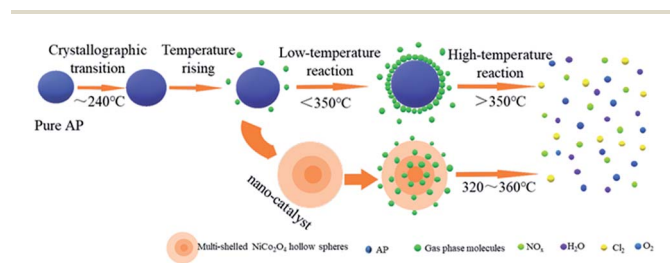 Crystallographic
transition
Temperature
rising
Low-temperature
reaction
High-temperature
reaction
~240°C
<350°C
>350°C
Pure AP
nano-catalyst
320~360°C
Multi-shelled NiCo₂O₄ hollow spheres
AP
Gas phase molecules
NOₓ
H₂O
Cl₂
O₂